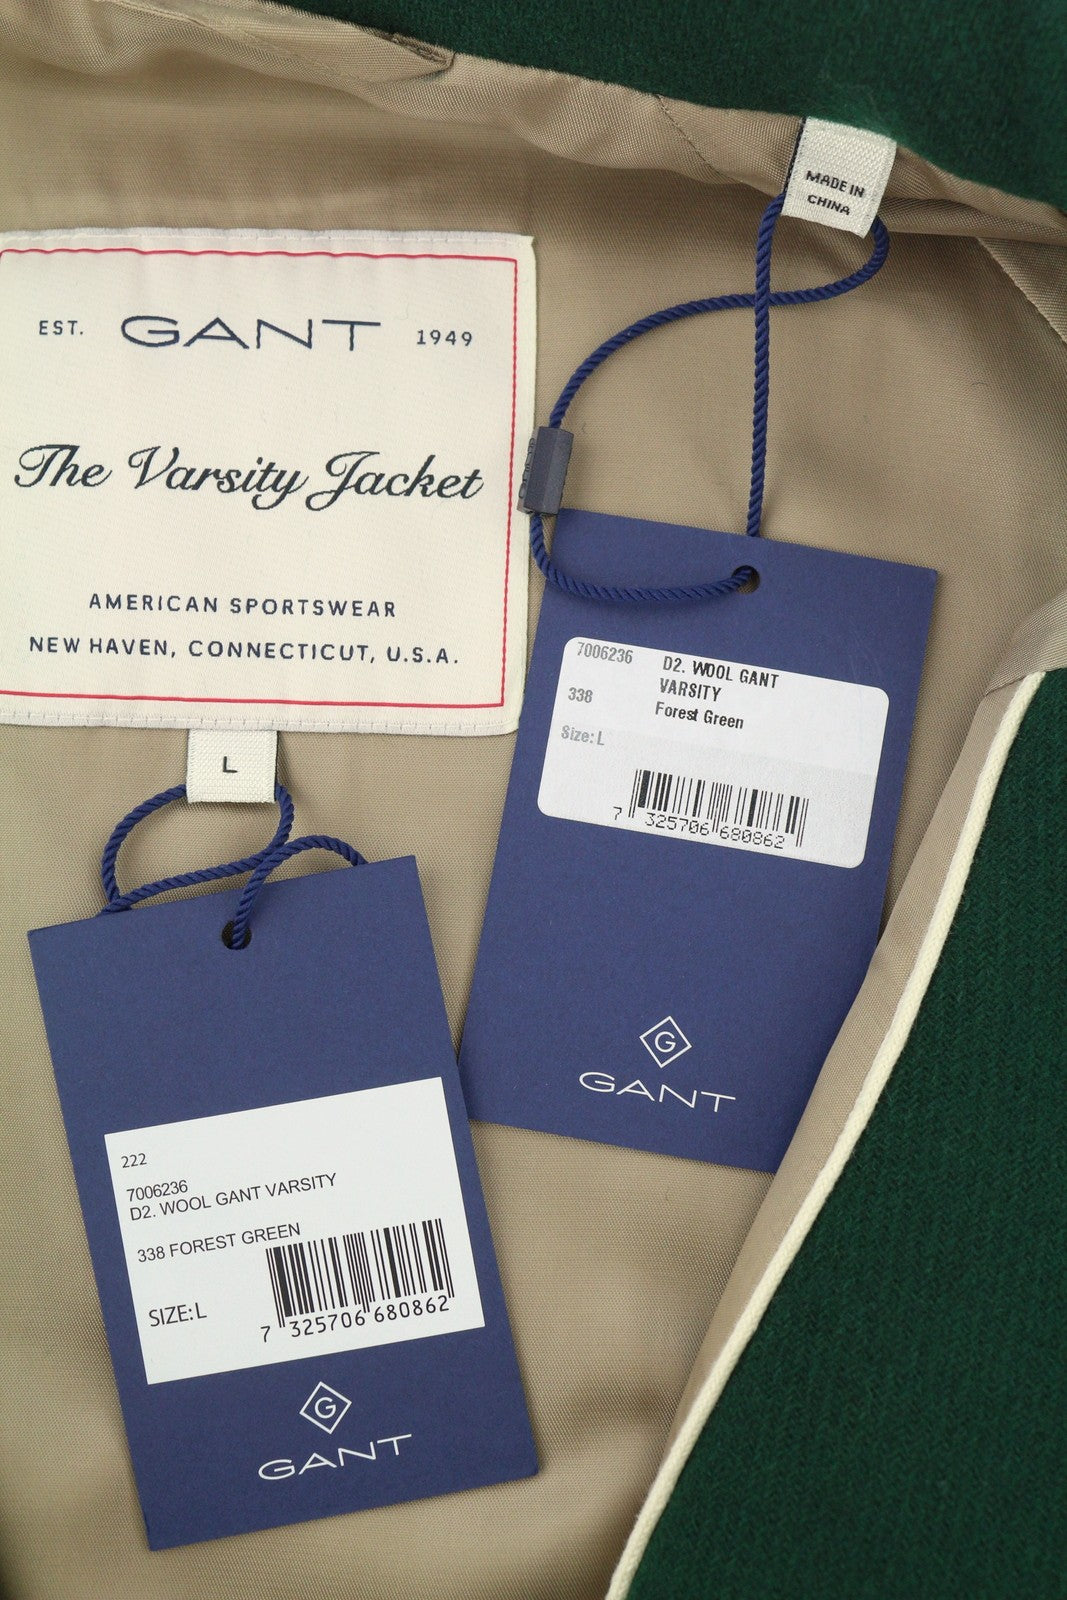 MADE IN
CHINA
EST. GANT 1949
The Varsity Jacket
AMERICAN SPORTSWEAR
NEW HAVEN, CONNECTICUT, U.S.A.
L
7006236 D2. WOOL GANT
VARSITY
338 Forest Green
Size: L
7 325706 680862
G
GANT
222
7006236
D2. WOOL GANT VARSITY
338 FOREST GREEN
SIZE: L
7 325706 680862
G
GANT